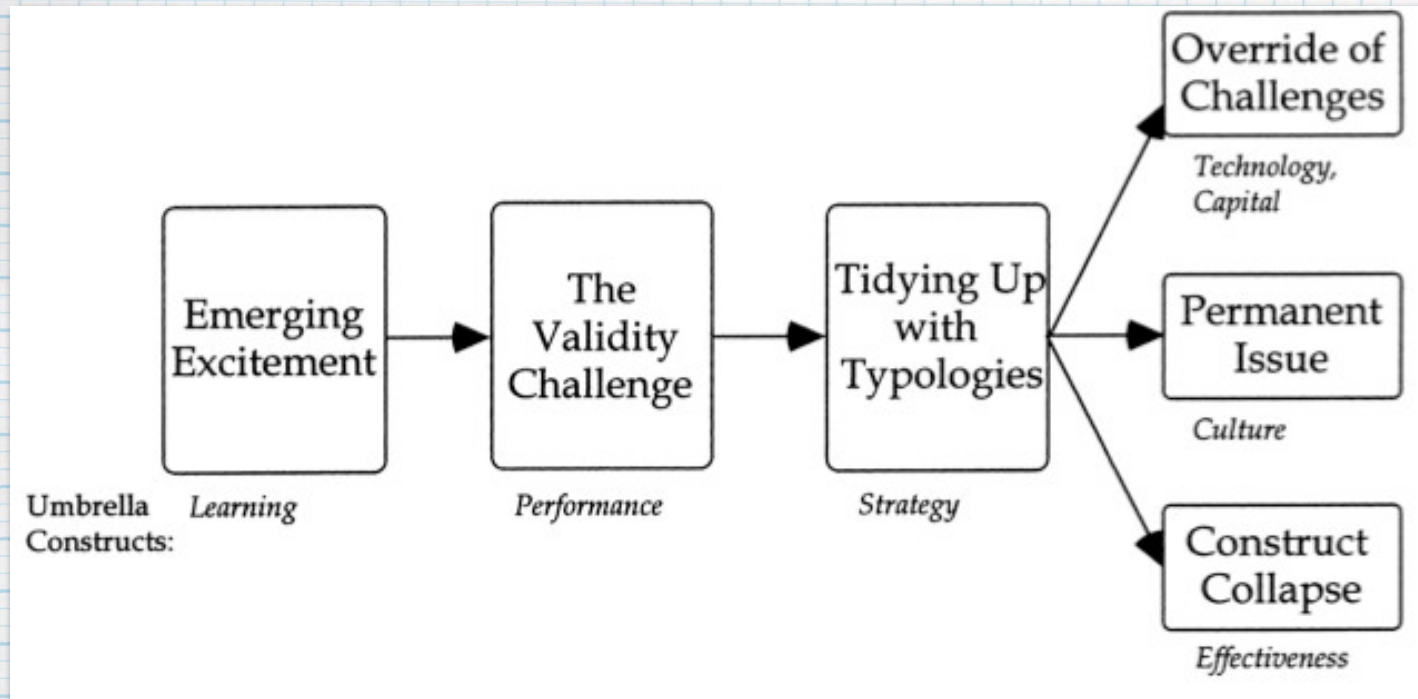 Emerging
Excitement
The
Validity
Challenge
Tidying Up
with
Typologies
Override of
Challenges
Technology,
Capital
Permanent
Issue
Culture
Construct
Collapse
Effectiveness
Umbrella
Constructs:
Learning
Performance
Strategy